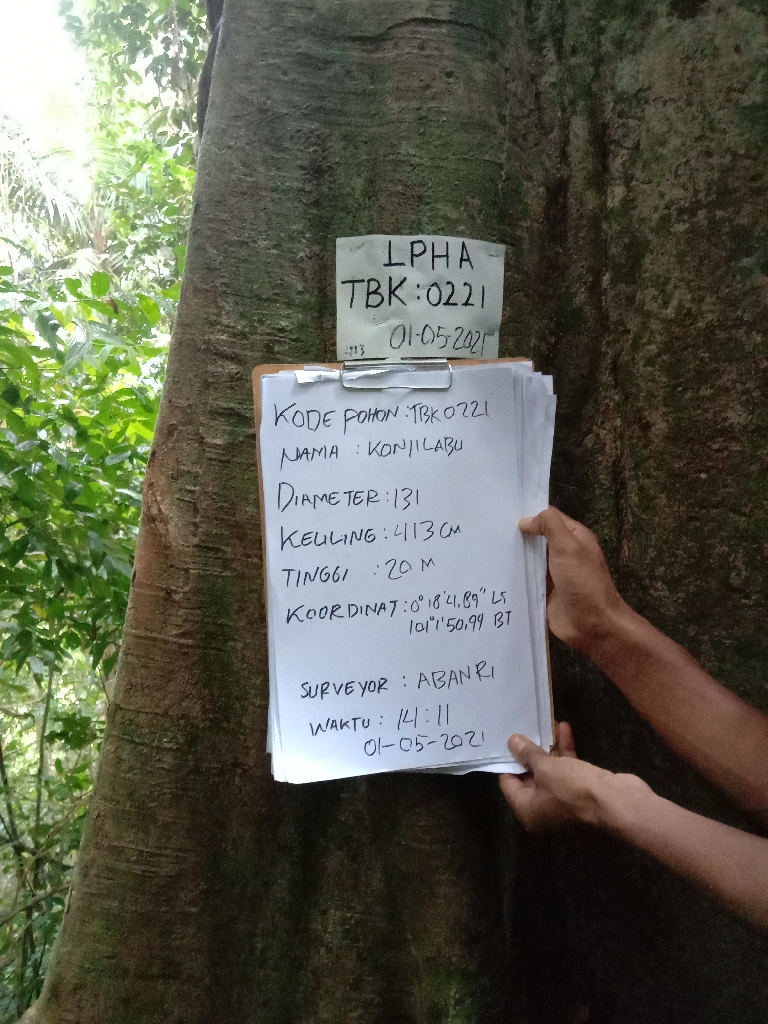 LPHA
TBK:0221
413 01-05-2021
KODE POHON : TBK0221
NAMA : KONJILABU
DIAMETER : 131
KELILING : 413 CM
TINGGI : 20 M
KOORDINAT : 0°18'41,89" LS
101°1'50,99 BT
SURVEYOR : ABANRI
WAKTU : 14:11
01-05-2021